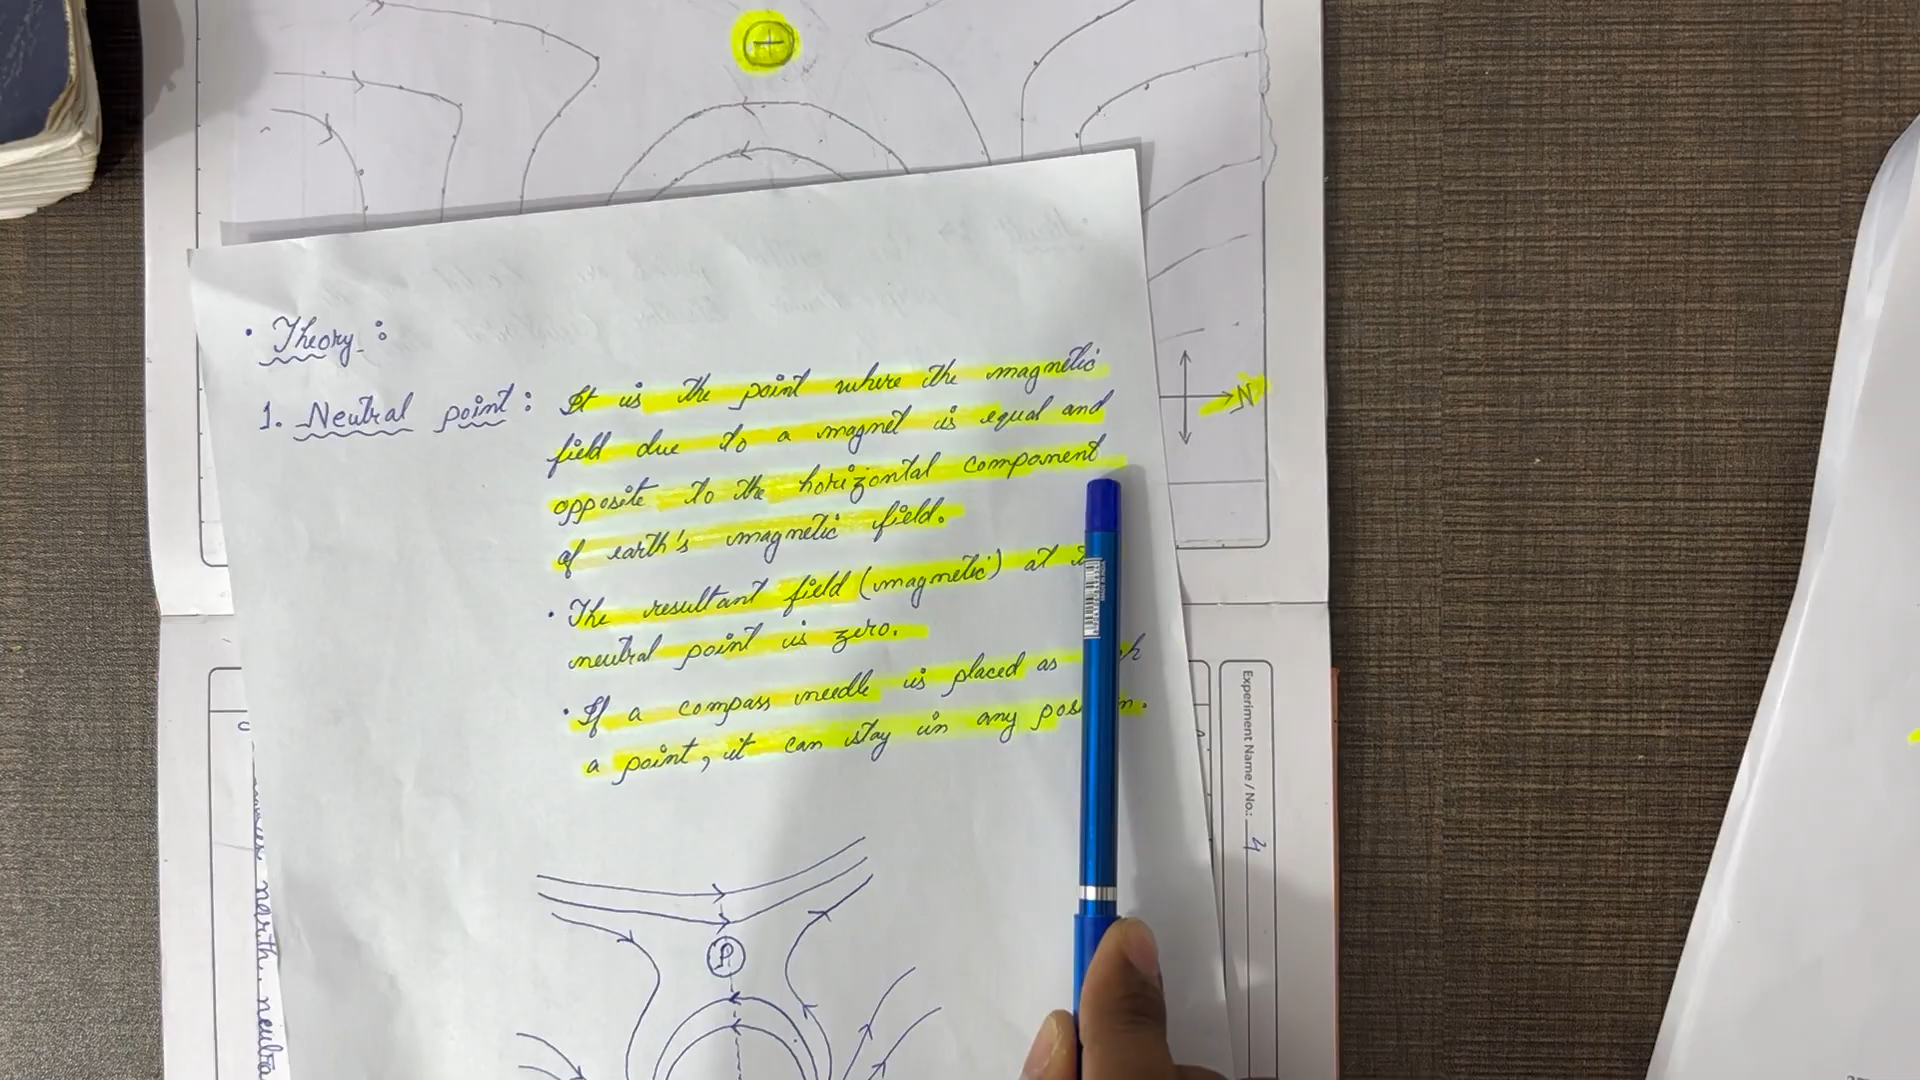 N
• Theory :
1. Neutral point : It is the point where the magnetic
field due to a magnet is equal and
opposite to the horizontal component
of earth's magnetic field.
• The resultant field (magnetic) at
neutral point is zero.
• If a compass needle is placed as
a point, it can stay in any
Experiment Name / No.: 4
north. neutra